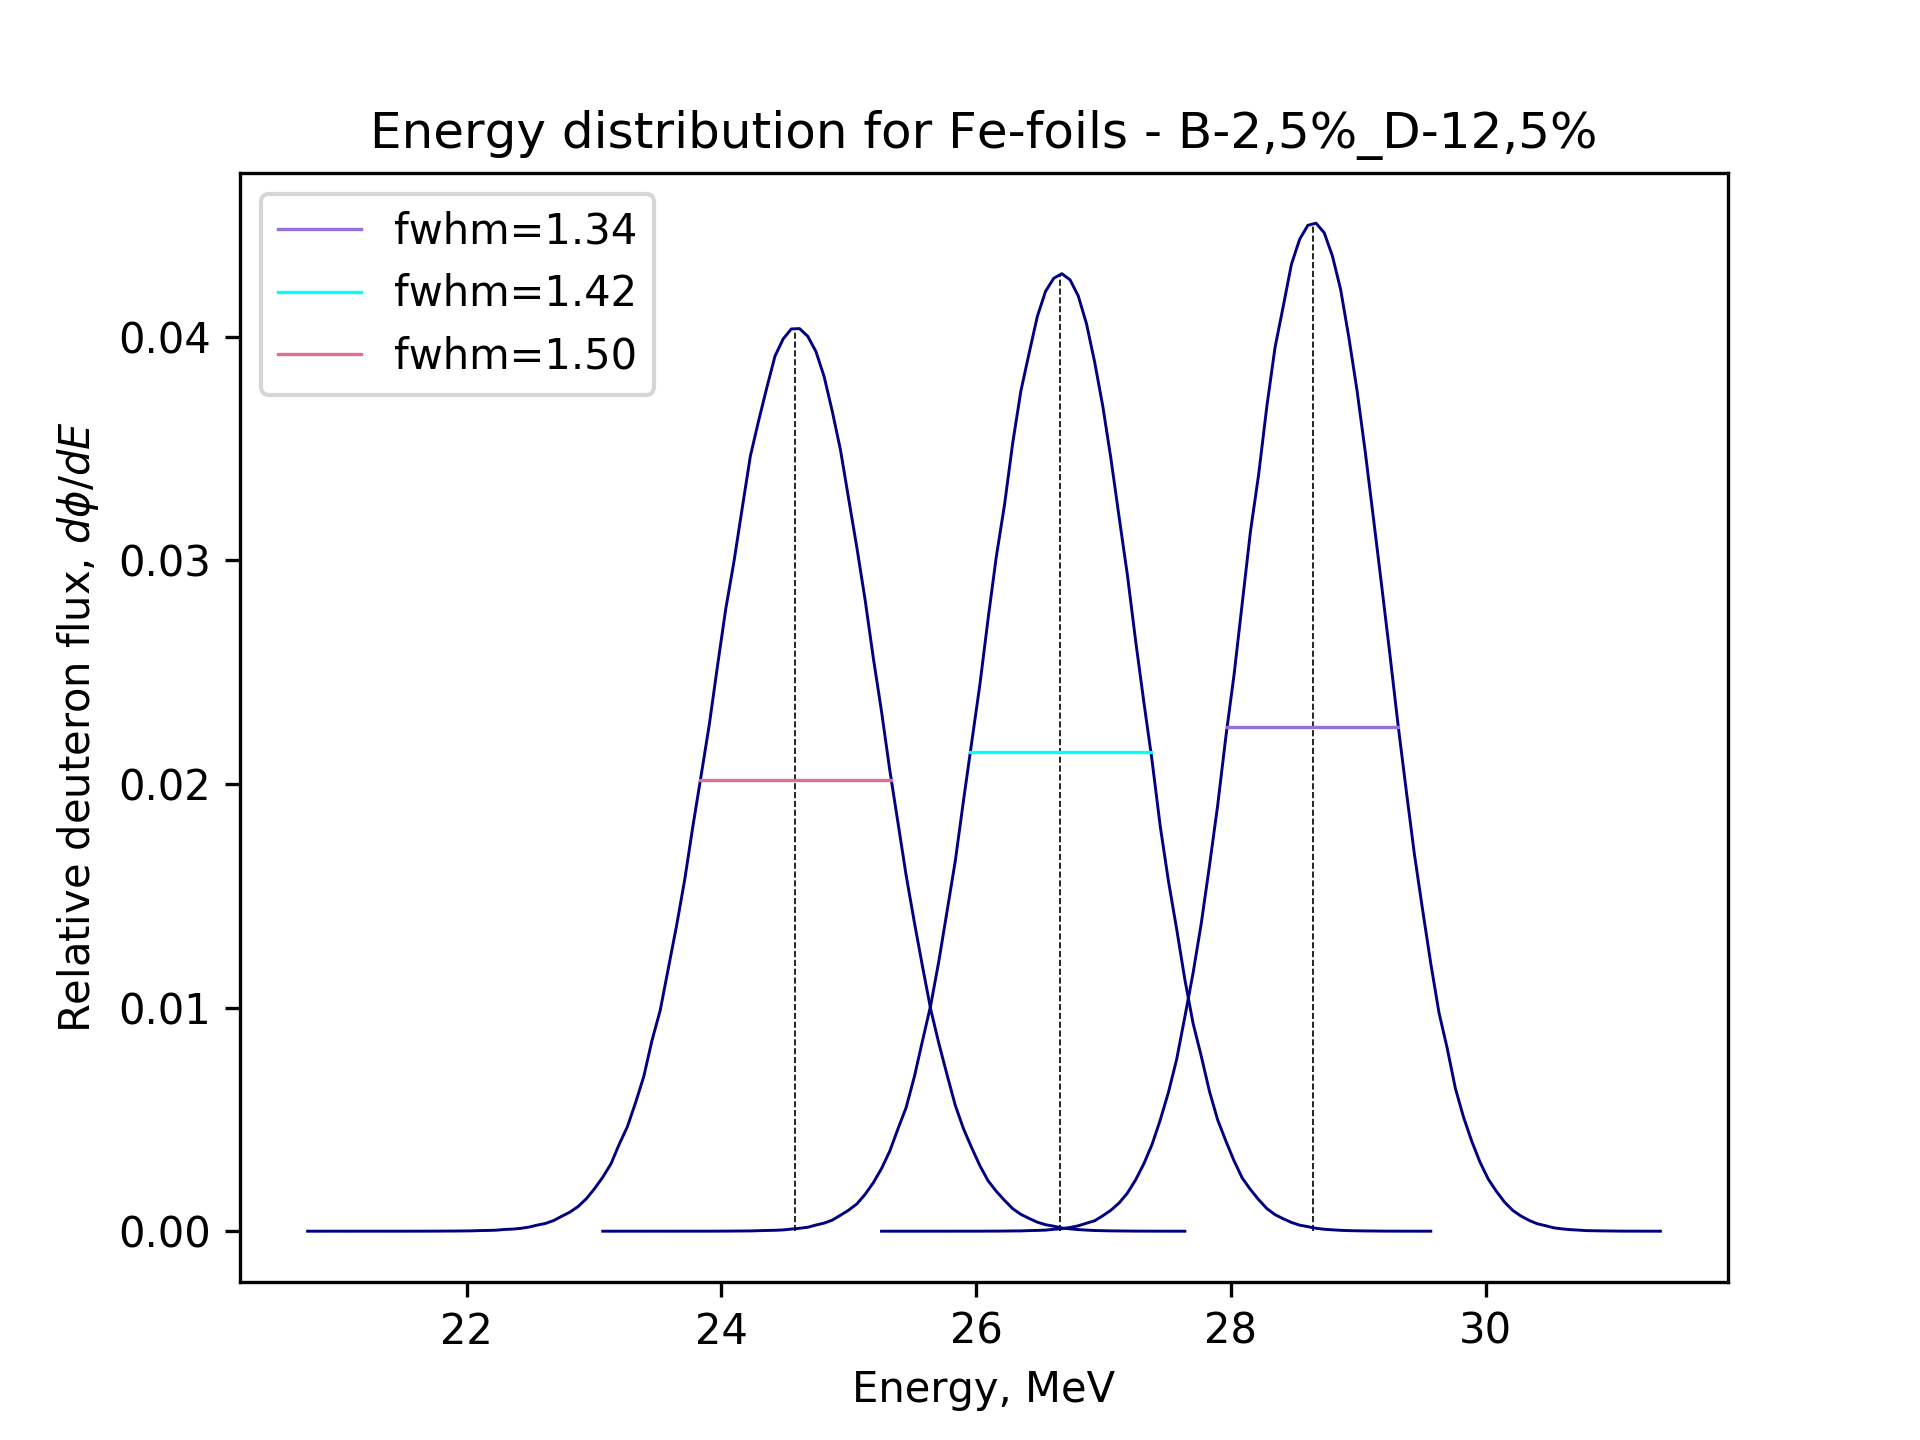 Energy distribution for Fe-foils - B-2,5%_D-12,5%
fwhm=1.34
fwhm=1.42
fwhm=1.50
Relative deuteron flux, dϕ/dE
0.04
0.03
0.02
0.01
0.00
22 24 26 28 30
Energy, MeV